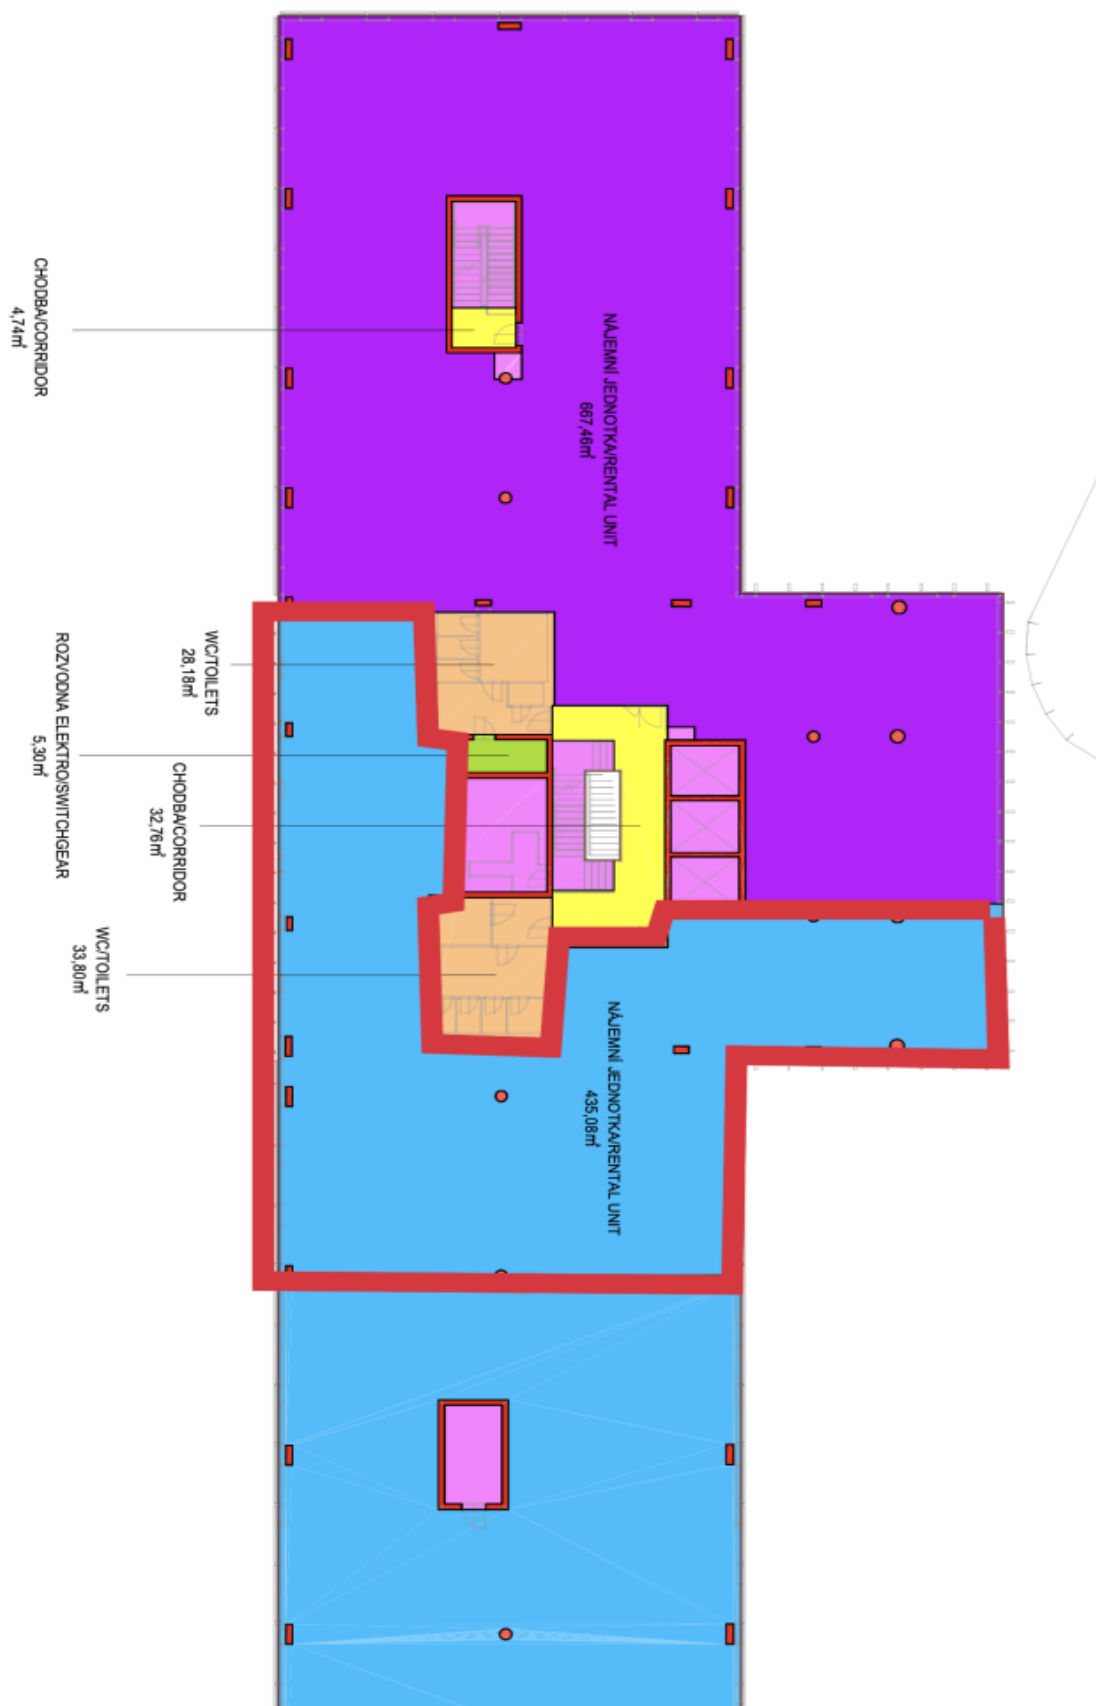 CHODBA/CORRIDOR
4,74m²
NÁJEMNÍ JEDNOTKA/RENTAL UNIT
667,46m²
WC/TOILETS
28,18m²
ROZVODNA ELEKTRO/SWITCHGEAR
5,30m²
CHODBA/CORRIDOR
32,76m²
WC/TOILETS
33,80m²
NÁJEMNÍ JEDNOTKA/RENTAL UNIT
435,08m²